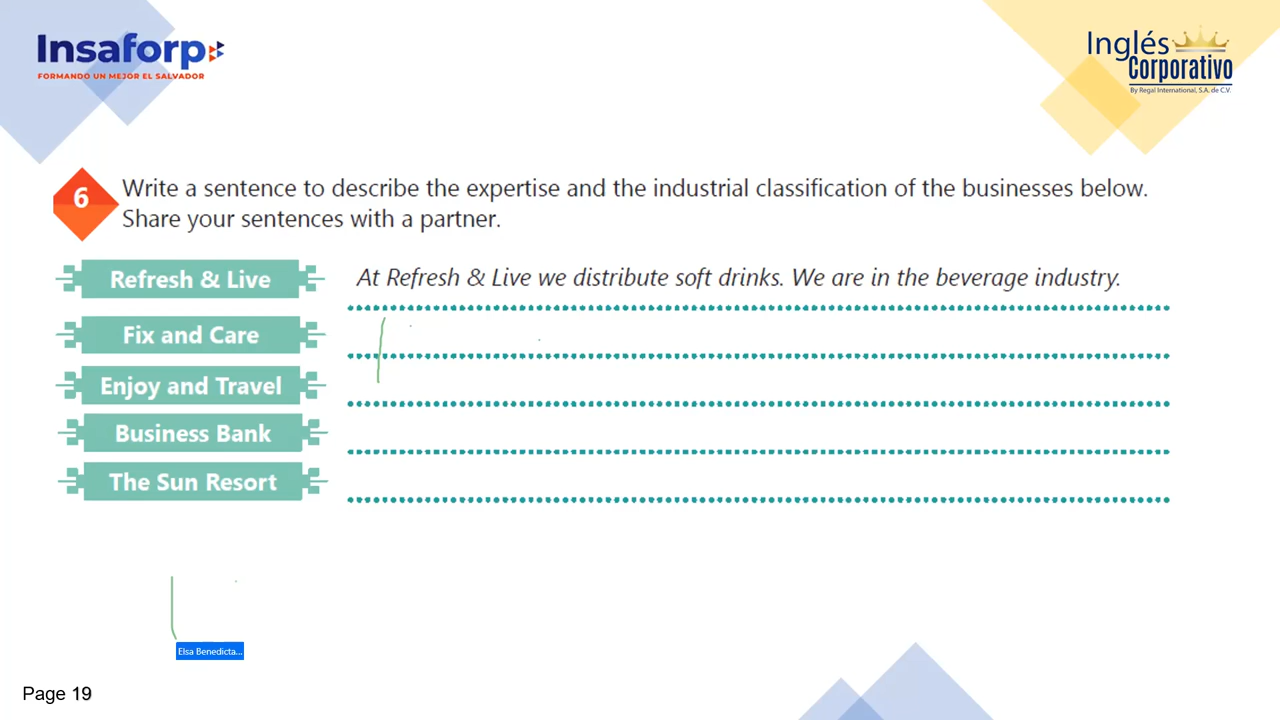 Insaforp
FORMANDO UN MEJOR EL SALVADOR
Inglés
Corporativo
By Regal International, S.A. de C.V.
6
Write a sentence to describe the expertise and the industrial classification of the businesses below.
Share your sentences with a partner.
Refresh & Live
At Refresh & Live we distribute soft drinks. We are in the beverage industry.
Fix and Care
Enjoy and Travel
Business Bank
The Sun Resort
Elsa Benedicta...
Page 19